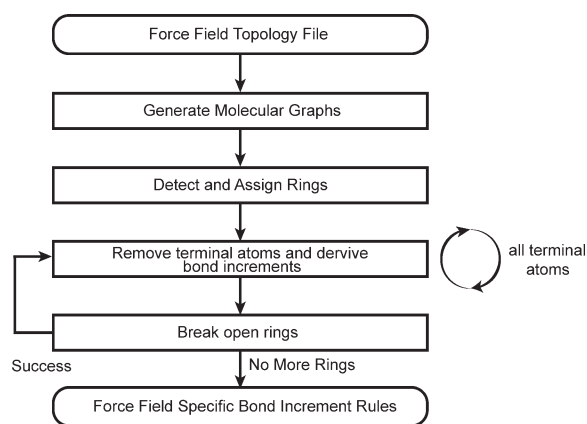 Force Field Topology File
Generate Molecular Graphs
Detect and Assign Rings
Remove terminal atoms and dervive
bond increments
all terminal
atoms
Break open rings
Success
No More Rings
Force Field Specific Bond Increment Rules